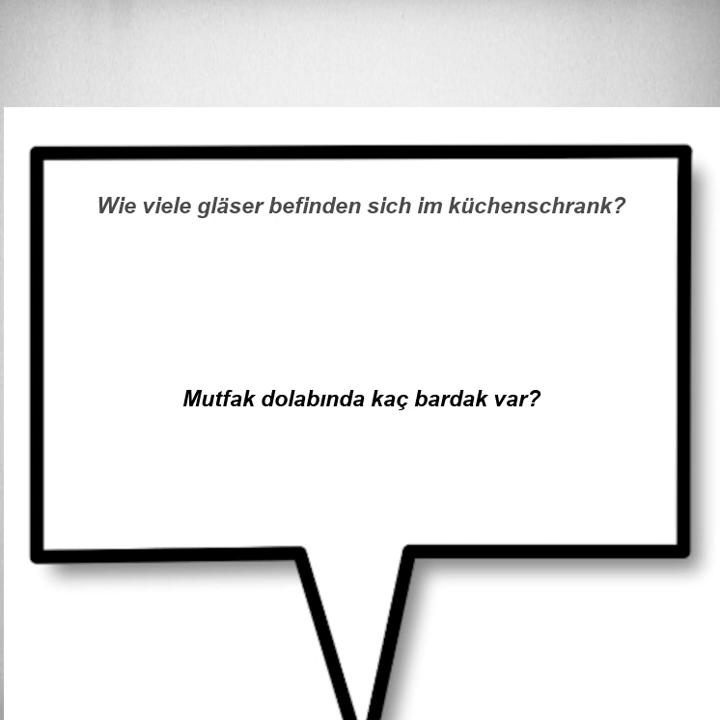 Wie viele gläser befinden sich im küchenschrank?
Mutfak dolabında kaç bardak var?